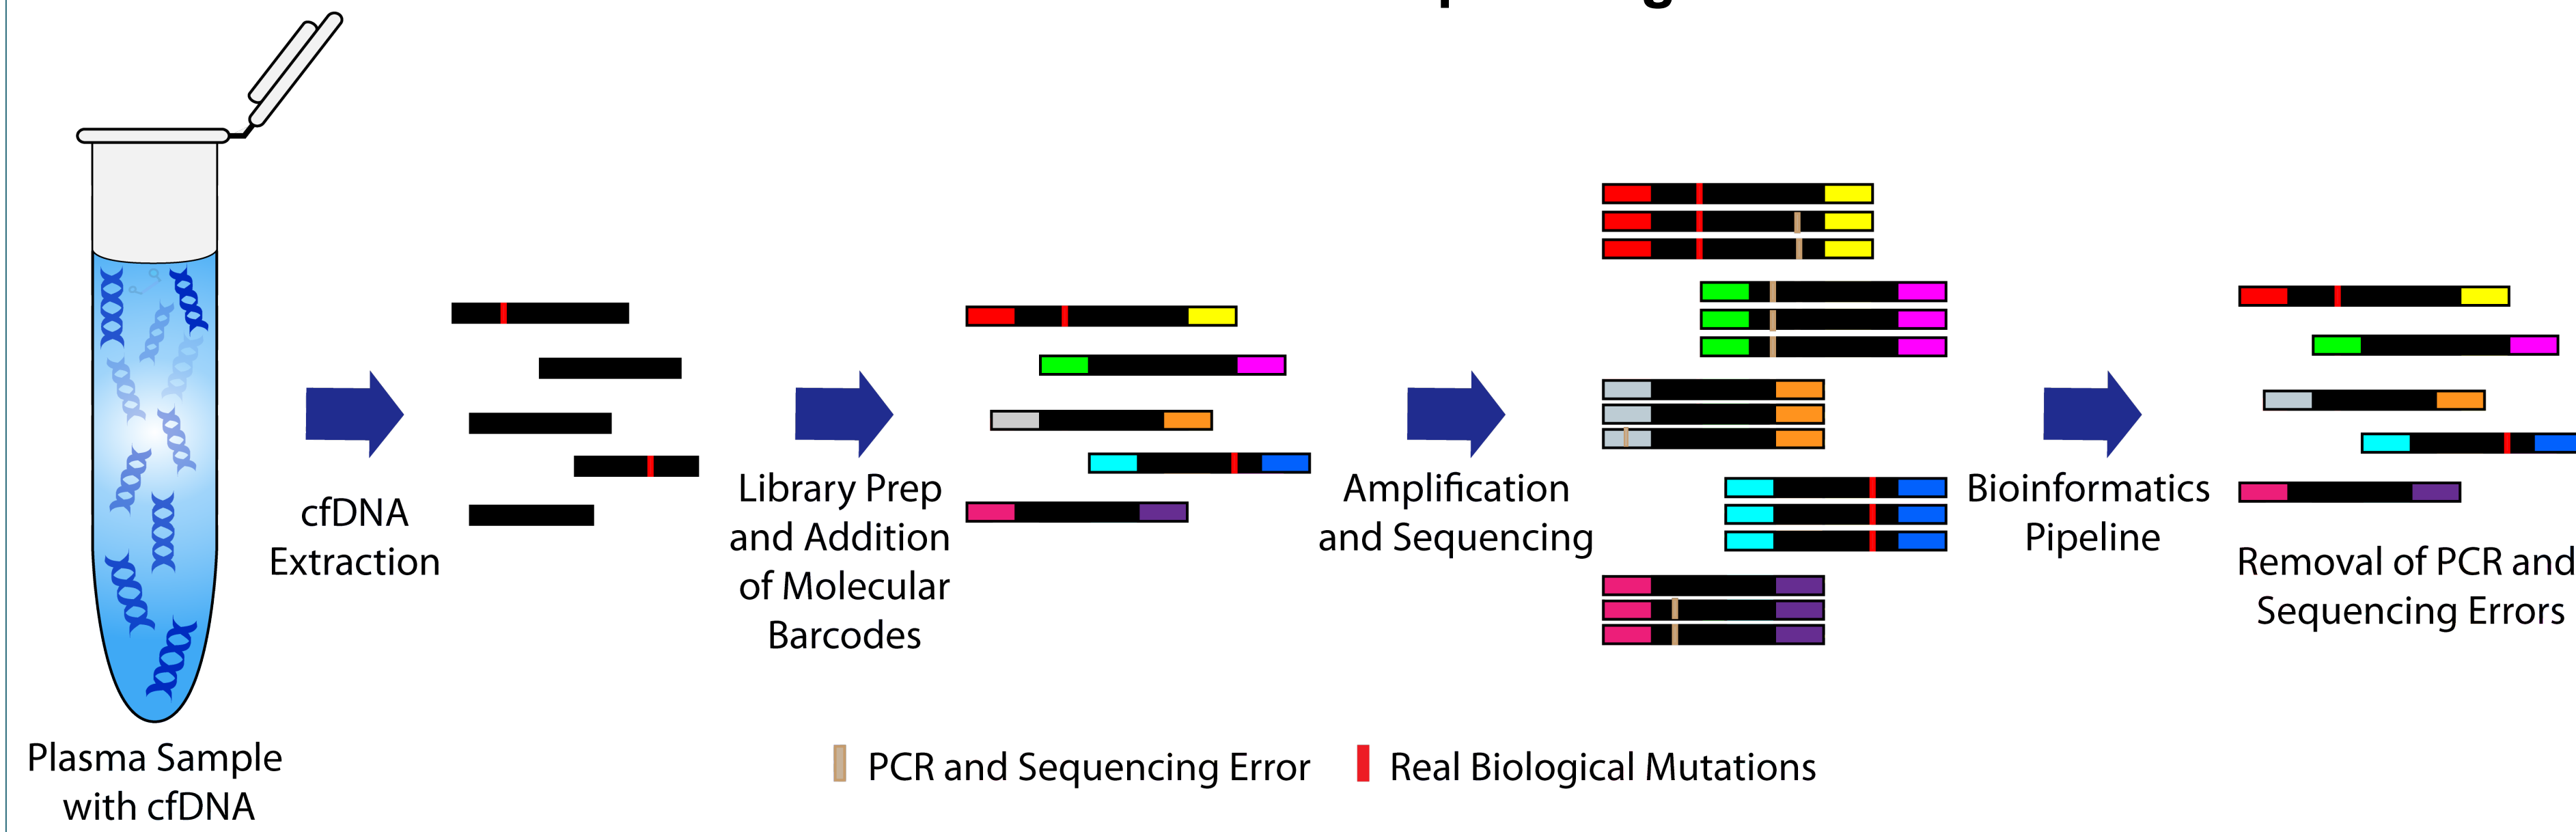 cfDNA
Extraction
Library Prep
and Addition
of Molecular
Barcodes
Amplification
and Sequencing
Bioinformatics
Pipeline
Removal of PCR and
Sequencing Errors
Plasma Sample
with cfDNA
PCR and Sequencing Error
Real Biological Mutations